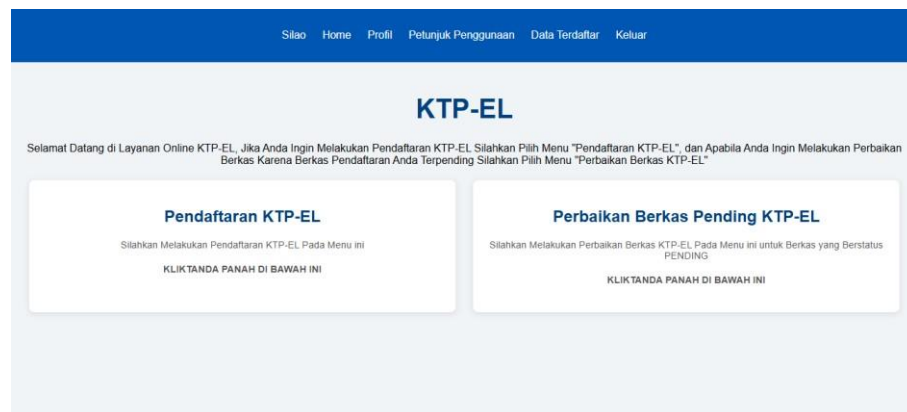 Silao Home Profil Petunjuk Penggunaan Data Terdaftar Keluar
KTP-EL
Selamat Datang di Layanan Online KTP-EL, Jika Anda Ingin Melakukan Pendaftaran KTP-EL Silahkan Pilih Menu "Pendaftaran KTP-EL", dan Apabila Anda Ingin Melakukan Perbaikan
Berkas Karena Berkas Pendaftaran Anda Terpending Silahkan Pilih Menu "Perbaikan Berkas KTP-EL"
Pendaftaran KTP-EL
Silahkan Melakukan Pendaftaran KTP-EL Pada Menu ini
KLIK TANDA PANAH DI BAWAH INI
Perbaikan Berkas Pending KTP-EL
Silahkan Melakukan Perbaikan Berkas KTP-EL Pada Menu ini untuk Berkas yang Berstatus
PENDING
KLIK TANDA PANAH DI BAWAH INI